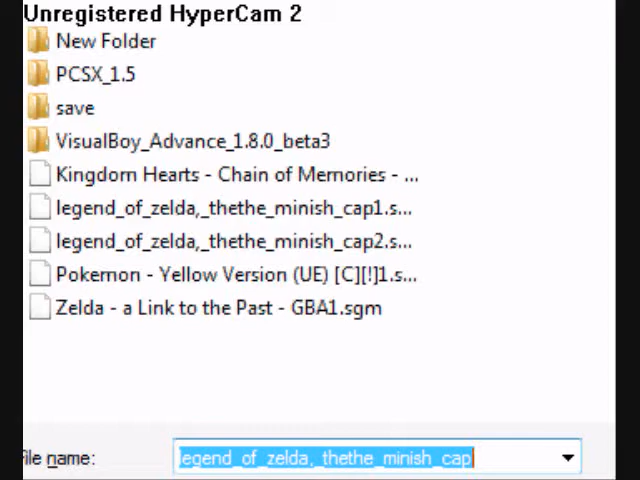 Unregistered HyperCam 2
New Folder
PCSX_1.5
save
VisualBoy_Advance_1.8.0_beta3
Kingdom Hearts - Chain of Memories - ...
legend_of_zelda,_thethe_minish_cap1.s...
legend_of_zelda,_thethe_minish_cap2.s...
Pokemon - Yellow Version (UE) [C][!]1.s...
Zelda - a Link to the Past - GBA1.sgm
File name: legend_of_zelda,_thethe_minish_cap